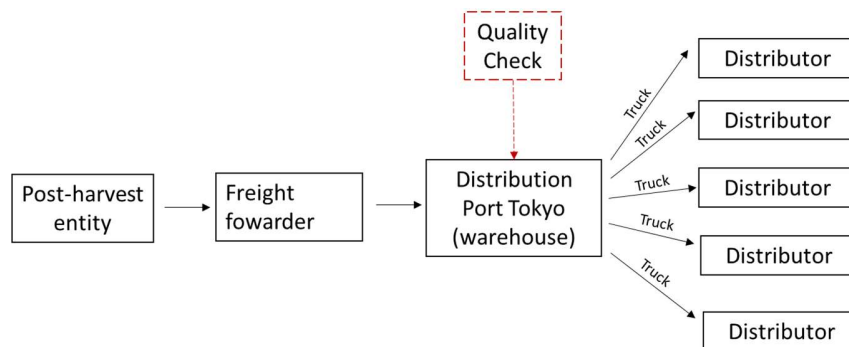 Quality
Check
Distributor
Truck
Distributor
Truck
Post-harvest
entity
Freight
fowarder
Distribution
Port Tokyo
(warehouse)
Truck
Distributor
Truck
Distributor
Truck
Distributor